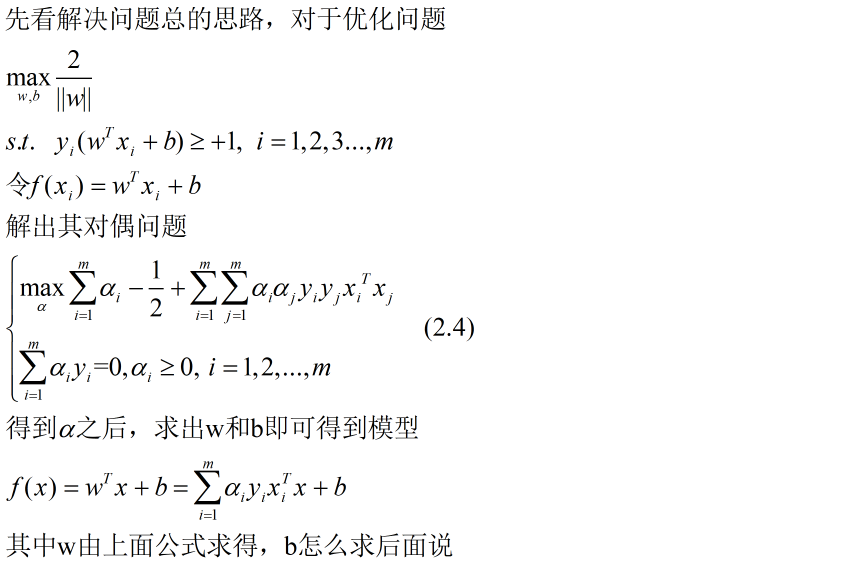 先看解决问题总的思路，对于优化问题
\max_{w,b} \frac{2}{||w||}
s.t. y_i(w^T x_i + b) \geq +1, i = 1,2,3...,m
令f(x_i) = w^T x_i + b
解出其对偶问题
\begin{cases} \max_{\alpha} \sum_{i=1}^{m} \alpha_i - \frac{1}{2} + \sum_{i=1}^{m} \sum_{j=1}^{m} \alpha_i \alpha_j y_i y_j x_i^T x_j \\ \sum_{i=1}^{m} \alpha_i y_i = 0, \alpha_i \geq 0, i = 1,2,...,m \end{cases} (2.4)
得到α之后，求出w和b即可得到模型
f(x) = w^T x + b = \sum_{i=1}^{m} \alpha_i y_i x_i^T x + b
其中w由上面公式求得，b怎么求后面说